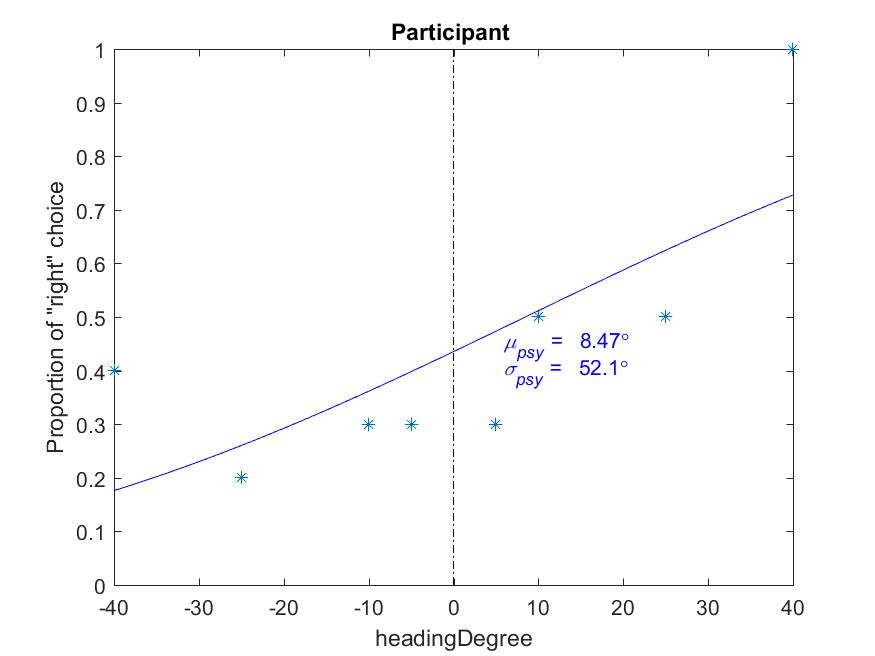 Participant
1
0.9
0.8
0.7
0.6
0.5
0.4
0.3
0.2
0.1
0
Proportion of "right" choice
μpsy = 8.47°
σpsy = 52.1°
-40 -30 -20 -10 0 10 20 30 40
headingDegree